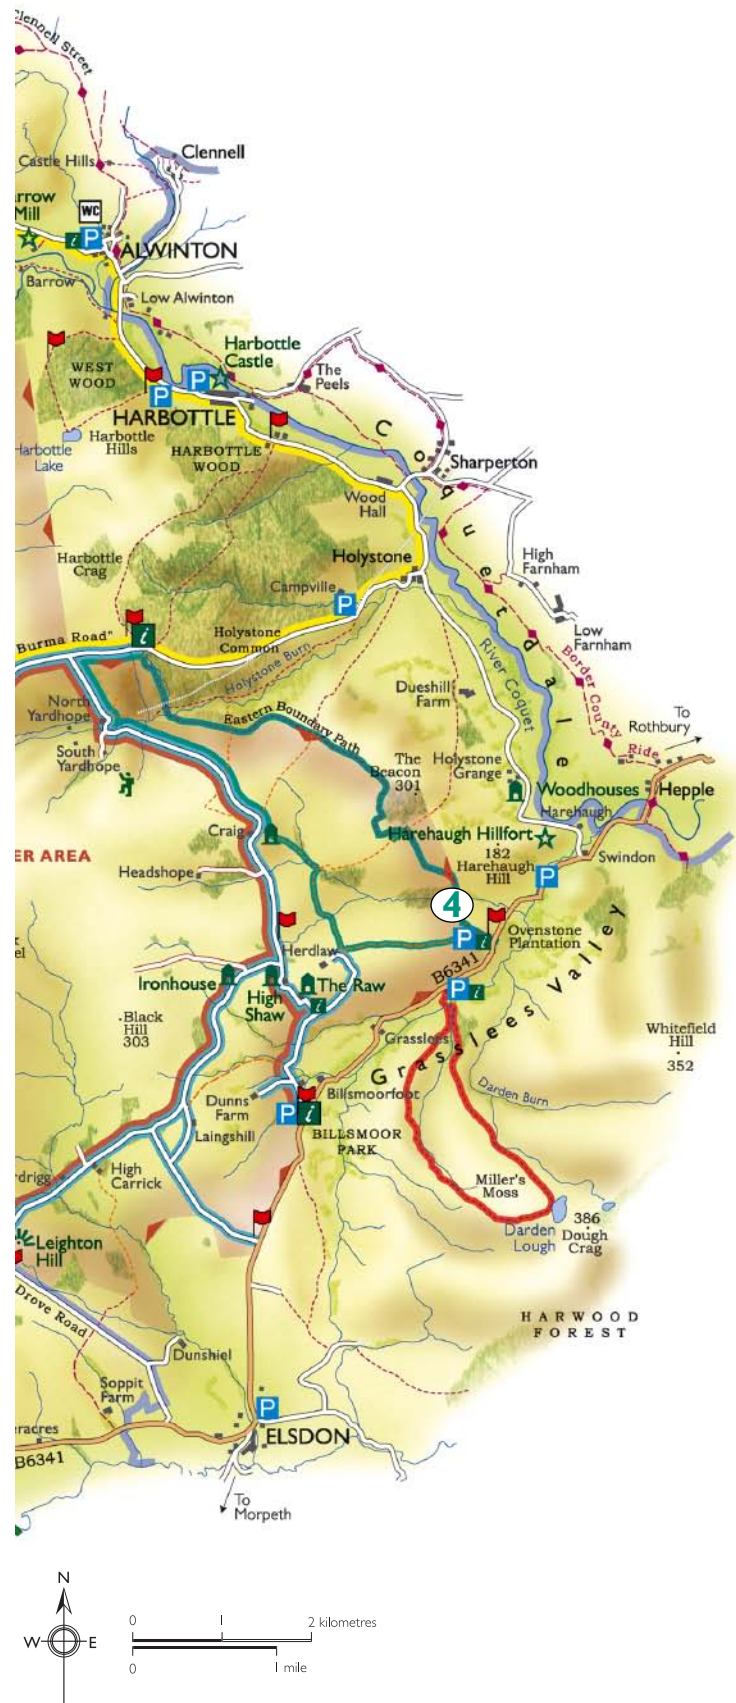 Clennell Street
Clennell
Castle Hills
arrow
Mill
WC
i
P
ALWINTON
Barrow
Low Alwinton
Harbottle
Castle
The
Peels
WEST
WOOD
P
P
HARBOTTLE
Harbottle
Hills
Harbottle
Lake
HARBOTTLE
WOOD
Coquetdale
Sharperton
Wood
Hall
Holystone
High
Farnham
Harbottle
Crag
Campville
P
Low
Farnham
i
Burma Road"
Holystone
Common
Holystone Burn
River Coquet
Border County Ride
North
Yardhope
Dueshill
Farm
Eastern Boundary Path
To
Rothbury
South
Yardhope
The
Beacon
301
Holystone
Grange
Woodhouses
Hepple
Harehaugh
Craig
Harehaugh Hillfort
ER AREA
182
Harehaugh
Hill
Swindon
Headshope
P
4
P
i
Ovenstone
Plantation
Herdlaw
B6341
Ironhouse
High
Shaw
The Raw
i
P
i
Grasslees Valley
Black
Hill
303
Grasslees
Whitefield
Hill
352
Darden Burn
Dunns
Farm
Billsmoorfoot
P
i
Laingshill
BILLSMOOR
PARK
rdrigg
High
Carrick
Miller's
Moss
Darden
Lough
386
Dough
Crag
Leighton
Hill
Drove Road
HARWOOD
FOREST
Dunshiel
Soppit
Farm
P
eracres
ELSDON
B6341
To
Morpeth
N
W
E
0
1
2 kilometres
0
1 mile